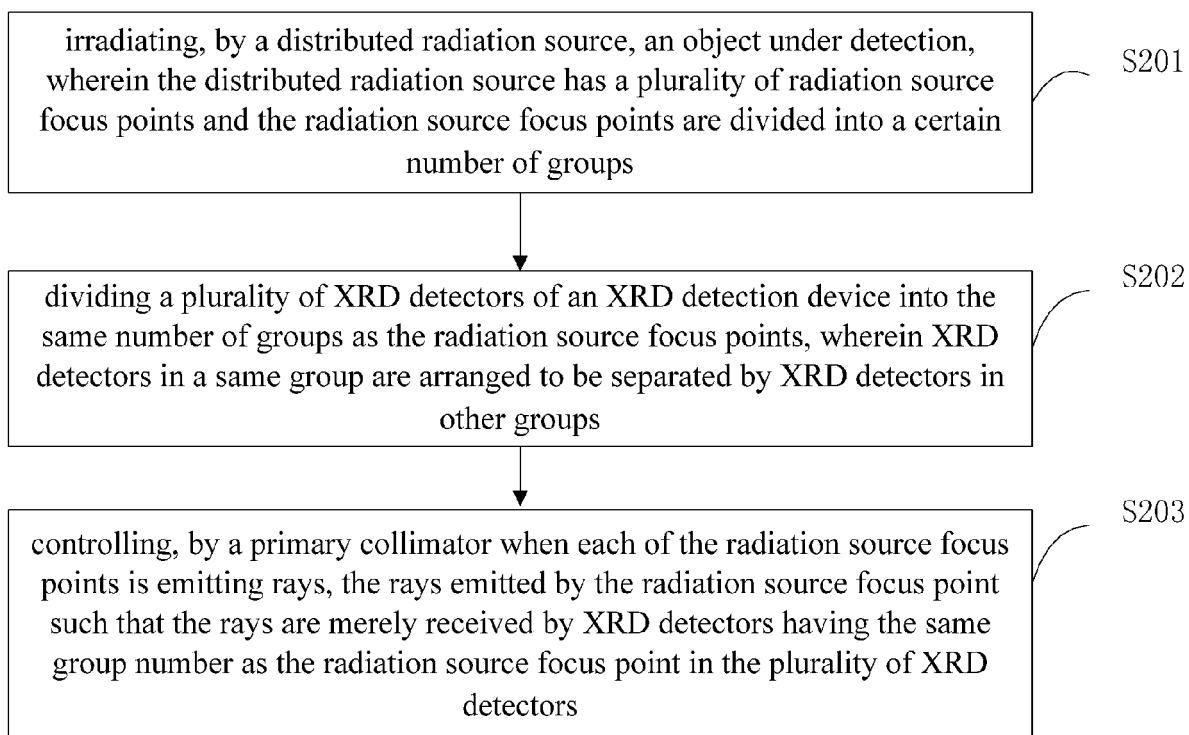 irradiating, by a distributed radiation source, an object under detection,
wherein the distributed radiation source has a plurality of radiation source
focus points and the radiation source focus points are divided into a certain
number of groups
S201
dividing a plurality of XRD detectors of an XRD detection device into the
same number of groups as the radiation source focus points, wherein XRD
detectors in a same group are arranged to be separated by XRD detectors in
other groups
S202
controlling, by a primary collimator when each of the radiation source focus
points is emitting rays, the rays emitted by the radiation source focus point
such that the rays are merely received by XRD detectors having the same
group number as the radiation source focus point in the plurality of XRD
detectors
S203